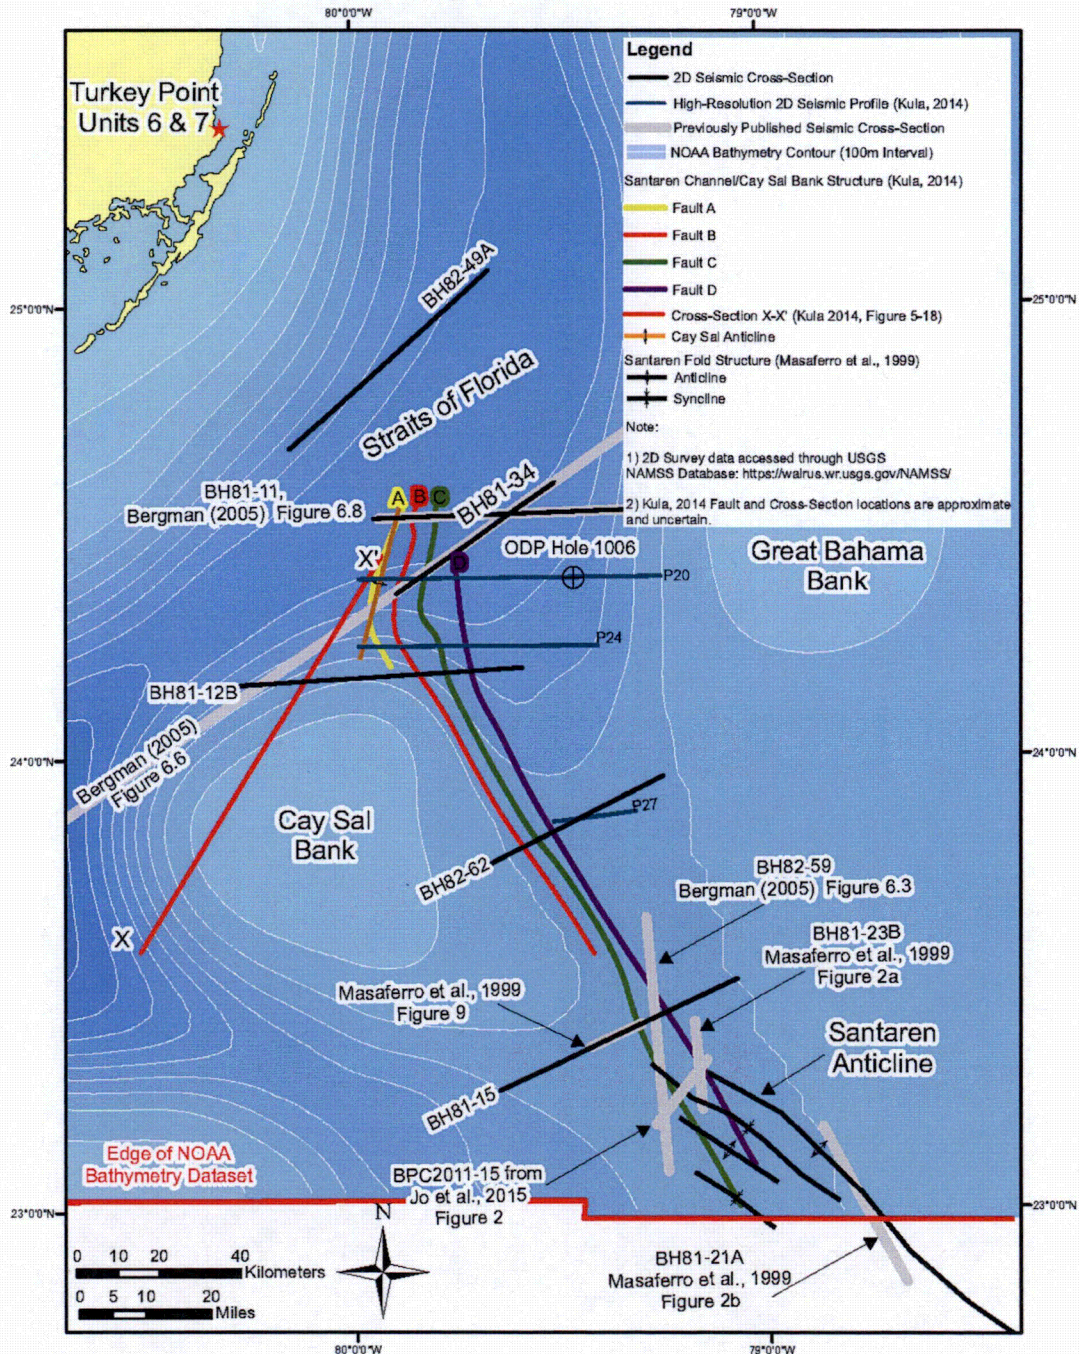 80°0'0"W
79°0'0"W
Turkey Point
Units 6 & 7
Legend
2D Seismic Cross-Section
High-Resolution 2D Seismic Profile (Kula, 2014)
Previously Published Seismic Cross-Section
NOAA Bathymetry Contour (100m Interval)
Santaren Channel/Cay Sal Bank Structure (Kula, 2014)
Fault A
Fault B
Fault C
Fault D
Cross-Section X-X' (Kula 2014, Figure 5-18)
Cay Sal Anticline
Santaren Fold Structure (Masaferro et al., 1999)
Anticline
Syncline
Note:
1) 2D Survey data accessed through USGS
NAMSS Database: https://walrus.wr.usgs.gov/NAMSS/
2) Kula, 2014 Fault and Cross-Section locations are approximate
and uncertain.
25°0'0"N
25°0'0"N
BH82-49A
Straits of Florida
BH81-11,
Bergman (2005) Figure 6.8
A
B
C
BH81-34
X'
D
ODP Hole 1006
P20
Great Bahama
Bank
P24
BH81-12B
Bergman (2005)
Figure 6.6
24°0'0"N
24°0'0"N
Cay Sal
Bank
P27
BH82-62
BH82-59
Bergman (2005) Figure 6.3
X
BH81-23B
Masaferro et al., 1999
Figure 2a
Masaferro et al., 1999
Figure 9
Santaren
Anticline
BH81-15
Edge of NOAA
Bathymetry Dataset
BPC2011-15 from
Jo et al., 2015
Figure 2
23°0'0"N
23°0'0"N
N
0 10 20 40
Kilometers
0 5 10 20
Miles
BH81-21A
Masaferro et al., 1999
Figure 2b
80°0'0"W
79°0'0"W